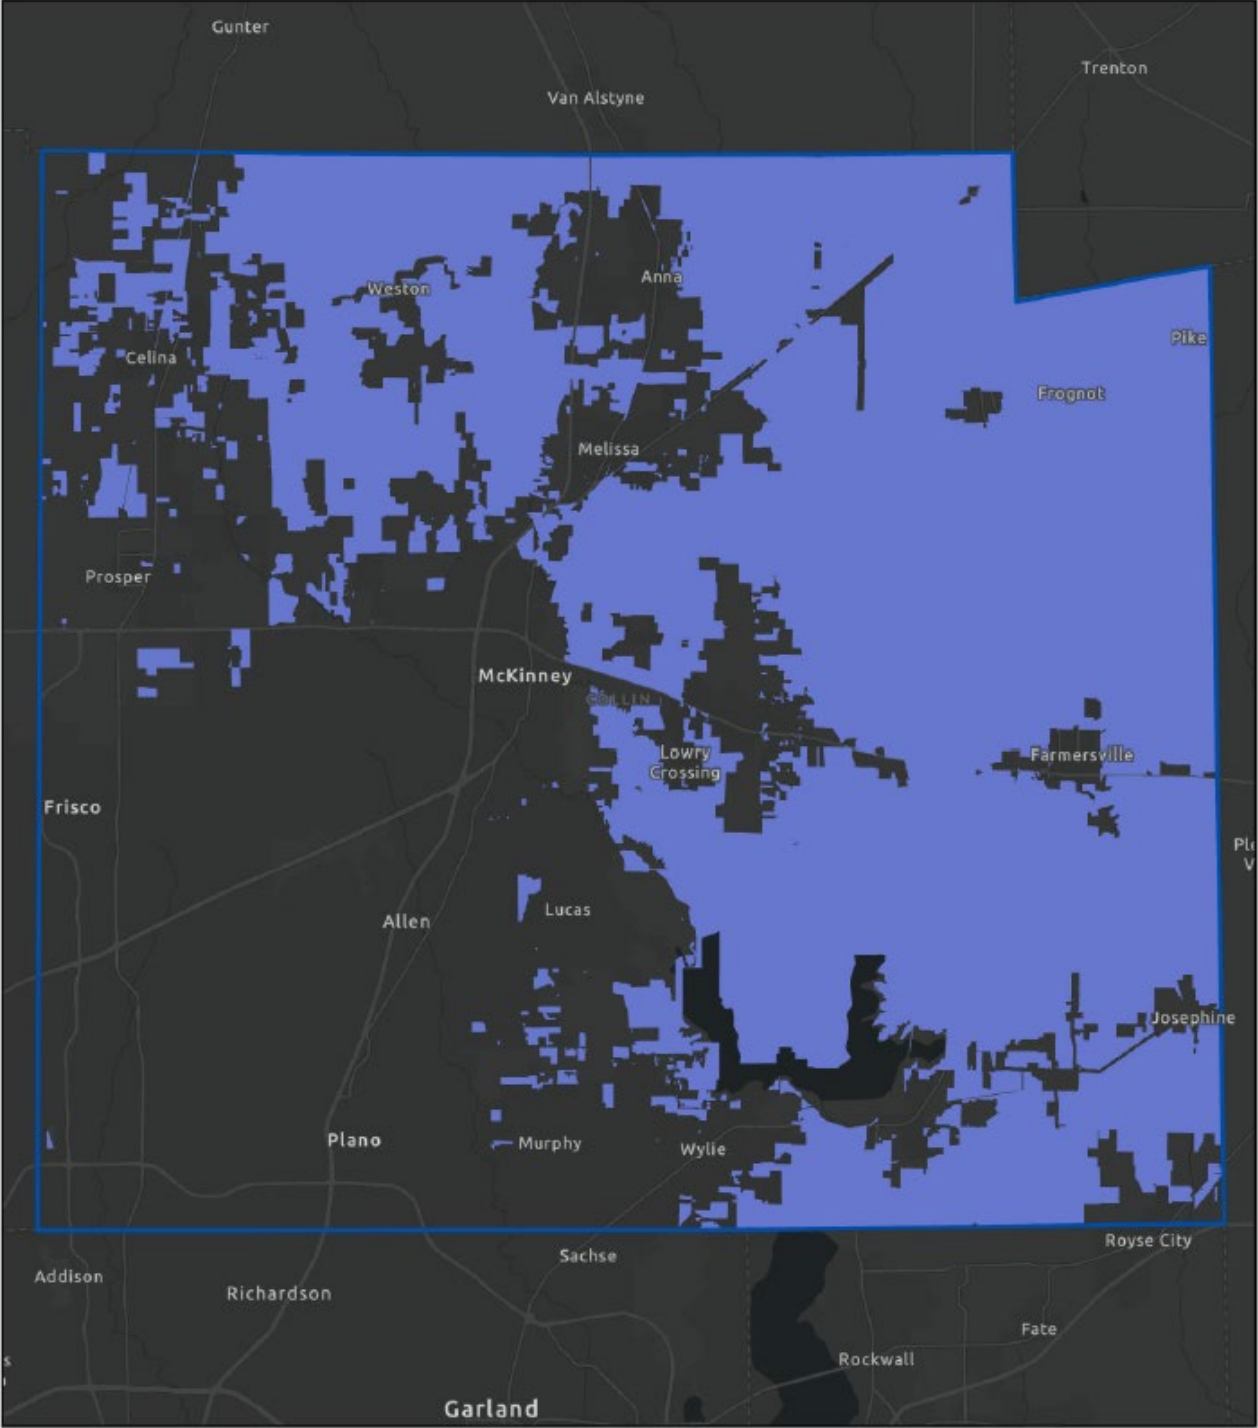 Gunter
Trenton
Van Alstyne
Anna
Weston
Pike
Celina
Frognot
Melissa
Prosper
McKinney
COLLIN
Lowry
Crossing
Farmersville
Frisco
Lucas
Allen
Josephine
Plano
Murphy
Wylie
Royse City
Sachse
Addison
Richardson
Fate
Rockwall
Garland